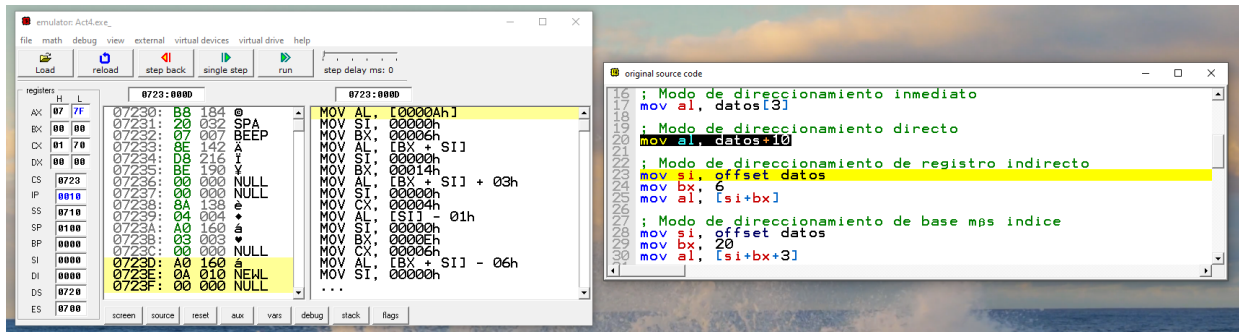 emulator: Act4.exe_
file math debug view external virtual devices virtual drive help
Load reload step back single step run step delay ms: 0
registers
H L
0723:000D 0723:000D
AX 07 7F
BX 00 00
CX 01 70
DX 00 00
CS 0723
IP 0010
SS 0710
SP 0100
BP 0000
SI 0000
DI 0000
DS 0720
ES 0700
07230: B8 184 ©
07231: 20 032 SPA
07232: 07 007 BEEP
07233: 8E 142 Ä
07234: D8 216 Ï
07235: BE 190 ¥
07236: 00 000 NULL
07237: 00 000 NULL
07238: 8A 138 è
07239: 04 004 ♦
0723A: A0 160 á
0723B: 03 003 ♥
0723C: 00 000 NULL
0723D: A0 160 á
0723E: 0A 010 NEWL
0723F: 00 000 NULL
MOV AL, [0000Ah]
MOV SI, 00000h
MOV BX, 00006h
MOV AL, [BX + SI]
MOV SI, 00000h
MOV BX, 00014h
MOV AL, [BX + SI] + 03h
MOV SI, 00000h
MOV CX, 00004h
MOV AL, [SI] - 01h
MOV SI, 00000h
MOV BX, 0000Eh
MOV CX, 00006h
MOV AL, [BX + SI] - 06h
MOV SI, 00000h
...
screen source reset aux vars debug stack flags
original source code
16 ; Modo de direccionamiento inmediato
17 mov al, datos[3]
18
19 ; Modo de direccionamiento directo
20 mov al, datos+10
21
22 ; Modo de direccionamiento de registro indirecto
23 mov si, offset datos
24 mov bx, 6
25 mov al, [si+bx]
26
27 ; Modo de direccionamiento de base mßs indice
28 mov si, offset datos
29 mov bx, 20
30 mov al, [si+bx+3]